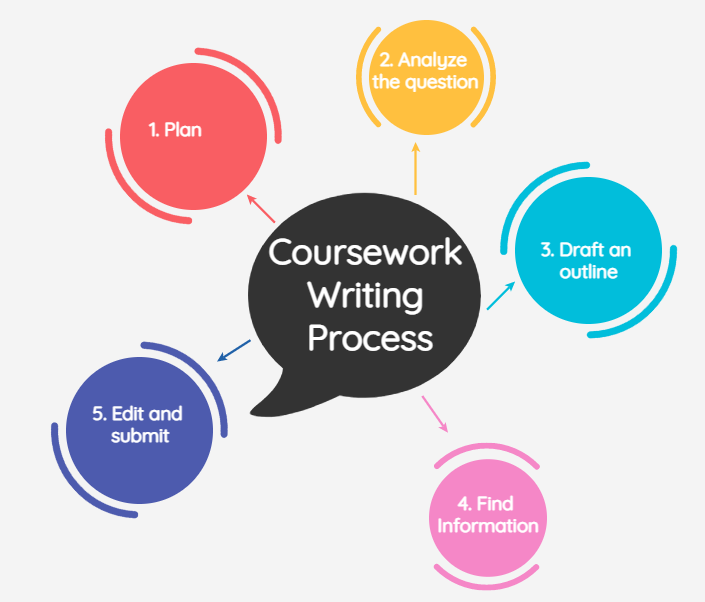 Coursework
Writing
Process
1. Plan
2. Analyze
the question
3. Draft an
outline
4. Find
Information
5. Edit and
submit